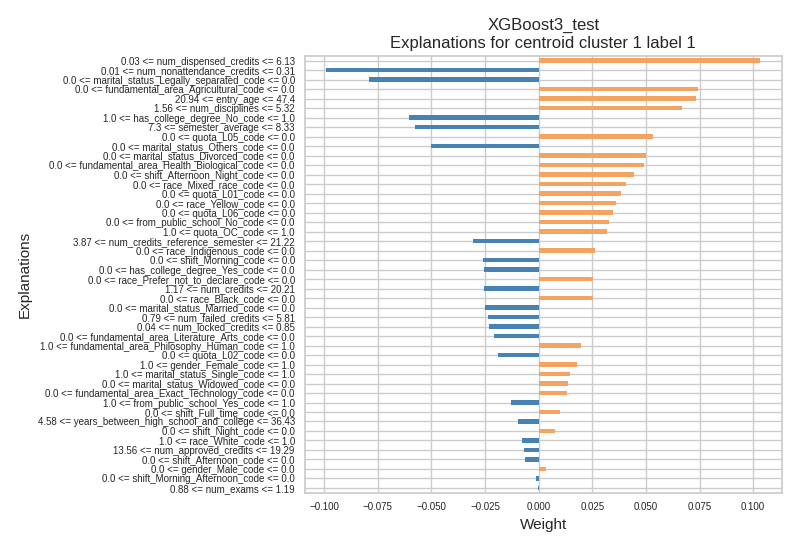 XGBoost3_test
Explanations for centroid cluster 1 label 1
Explanations
0.03 <= num_dispensed_credits <= 6.13
0.01 <= num_nonattendance_credits <= 0.31
0.0 <= marital_status_Legally_separated_code <= 0.0
0.0 <= fundamental_area_Agricultural_code <= 0.0
20.94 <= entry_age <= 47.4
1.56 <= num_disciplines <= 5.32
1.0 <= has_college_degree_No_code <= 1.0
7.3 <= semester_average <= 8.33
0.0 <= quota_L05_code <= 0.0
0.0 <= marital_status_Others_code <= 0.0
0.0 <= marital_status_Divorced_code <= 0.0
0.0 <= fundamental_area_Health_Biological_code <= 0.0
0.0 <= shift_Afternoon_Night_code <= 0.0
0.0 <= race_Mixed_race_code <= 0.0
0.0 <= quota_L01_code <= 0.0
0.0 <= race_Yellow_code <= 0.0
0.0 <= quota_L06_code <= 0.0
0.0 <= from_public_school_No_code <= 0.0
1.0 <= quota_OC_code <= 1.0
3.87 <= num_credits_reference_semester <= 21.22
0.0 <= race_Indigenous_code <= 0.0
0.0 <= shift_Morning_code <= 0.0
0.0 <= has_college_degree_Yes_code <= 0.0
0.0 <= race_Prefer_not_to_declare_code <= 0.0
1.17 <= num_credits <= 20.21
0.0 <= race_Black_code <= 0.0
0.0 <= marital_status_Married_code <= 0.0
0.79 <= num_failed_credits <= 5.81
0.04 <= num_locked_credits <= 0.85
0.0 <= fundamental_area_Literature_Arts_code <= 0.0
1.0 <= fundamental_area_Philosophy_Human_code <= 1.0
0.0 <= quota_L02_code <= 0.0
1.0 <= gender_Female_code <= 1.0
1.0 <= marital_status_Single_code <= 1.0
0.0 <= marital_status_Widowed_code <= 0.0
0.0 <= fundamental_area_Exact_Technology_code <= 0.0
1.0 <= from_public_school_Yes_code <= 1.0
0.0 <= shift_Full_time_code <= 0.0
4.58 <= years_between_high_school_and_college <= 36.43
0.0 <= shift_Night_code <= 0.0
1.0 <= race_White_code <= 1.0
13.56 <= num_approved_credits <= 19.29
0.0 <= shift_Afternoon_code <= 0.0
0.0 <= gender_Male_code <= 0.0
0.0 <= shift_Morning_Afternoon_code <= 0.0
0.88 <= num_exams <= 1.19
−0.100 −0.075 −0.050 −0.025 0.000 0.025 0.050 0.075 0.100
Weight